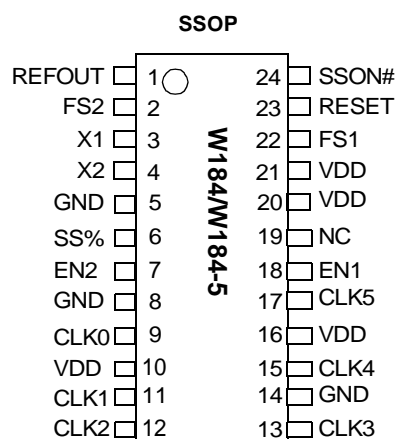 SSOP
REFOUT 1 24 SSON#
FS2 2 23 RESET
X1 3 22 FS1
X2 4 21 VDD
GND 5 20 VDD
SS% 6 19 NC
EN2 7 18 EN1
GND 8 17 CLK5
CLK0 9 16 VDD
VDD 10 15 CLK4
CLK1 11 14 GND
CLK2 12 13 CLK3
W184/W184-5